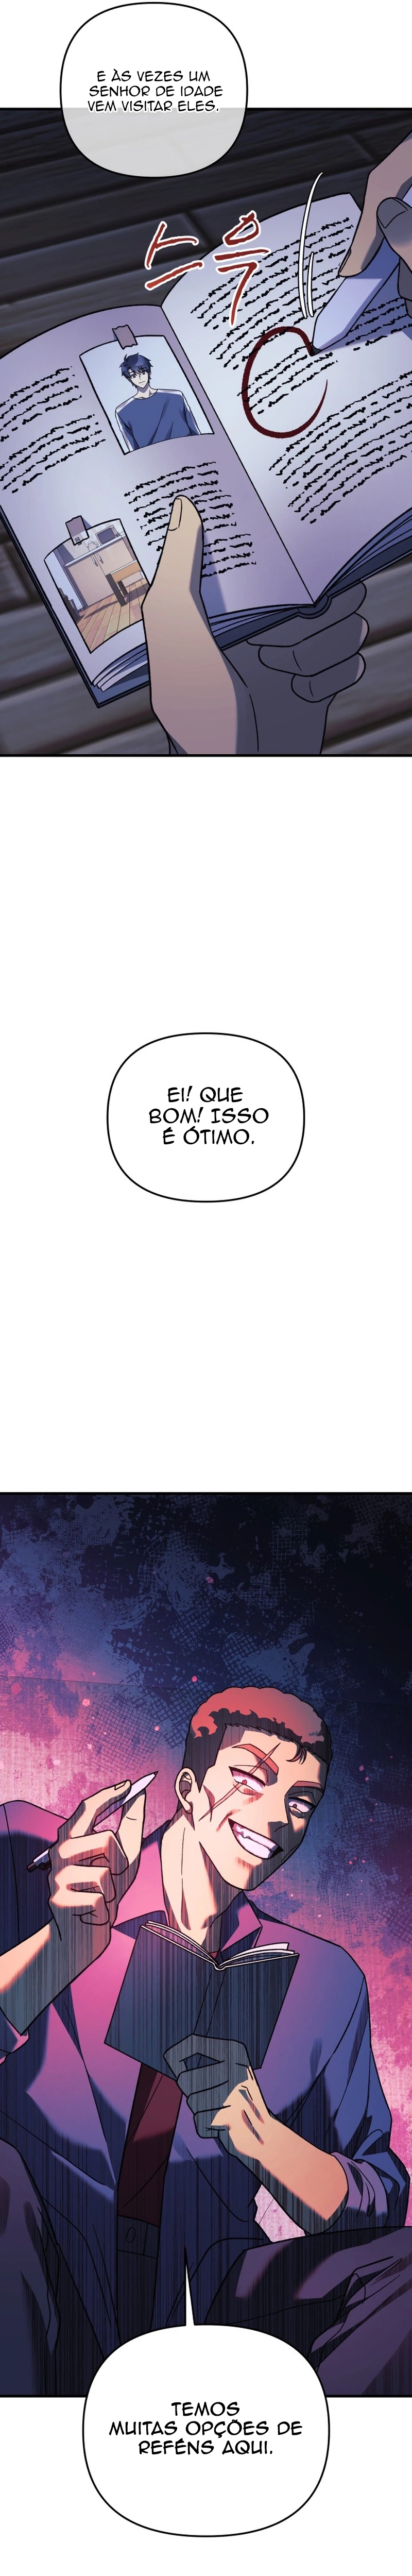 E ÀS VEZES UM
SENHOR DE IDADE
VEM VISITAR ELES.
스윽
EI! QUE
BOM! ISSO
É ÓTIMO.
TEMOS
MUITAS OPÇÕES DE
REFÉNS AQUI.